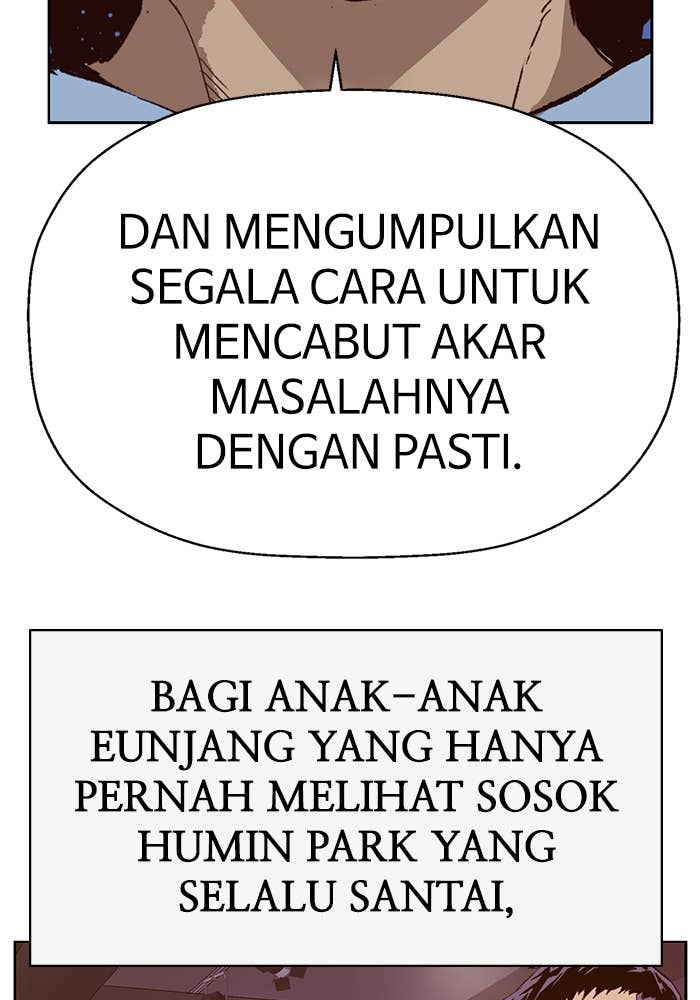 DAN MENGUMPULKAN
SEGALA CARA UNTUK
MENCABUT AKAR
MASALAHNYA
DENGAN PASTI.
BAGI ANAK-ANAK
EUNJANG YANG HANYA
PERNAH MELIHAT SOSOK
HUMIN PARK YANG
SELALU SANTAI,